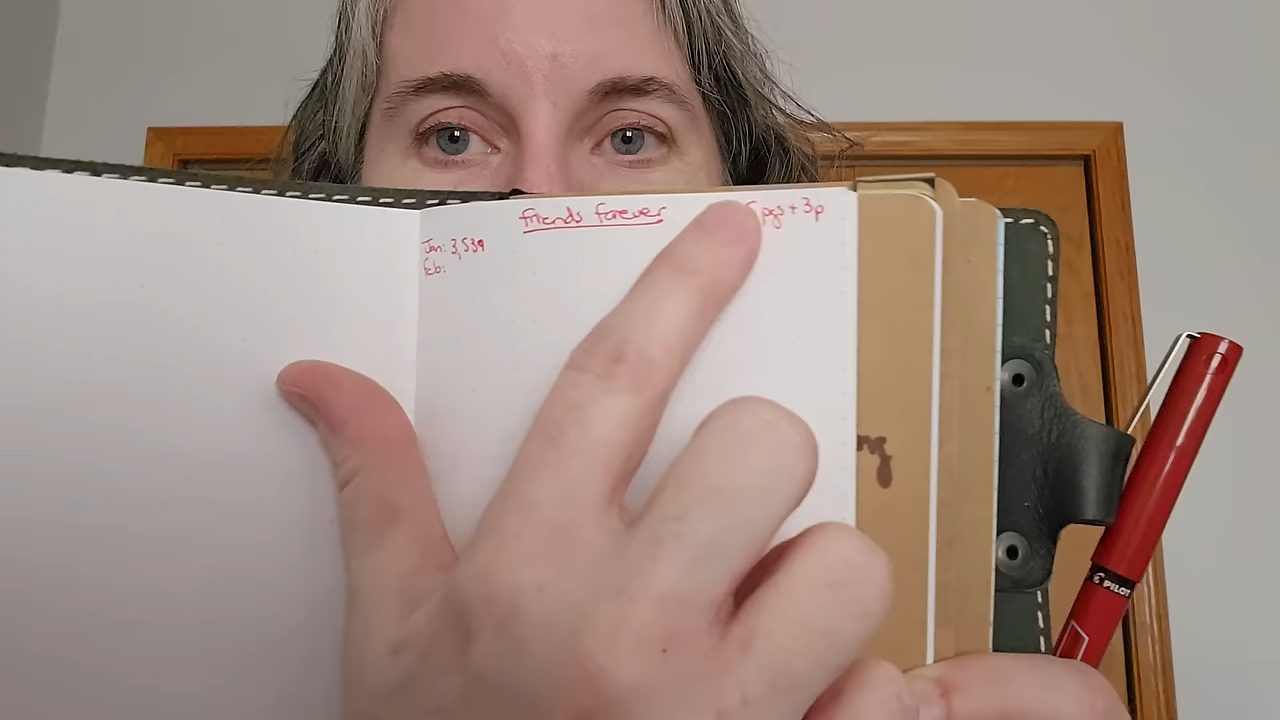 friends forever
pgs + 3p
Jan: 3,539
Feb:
PILOT